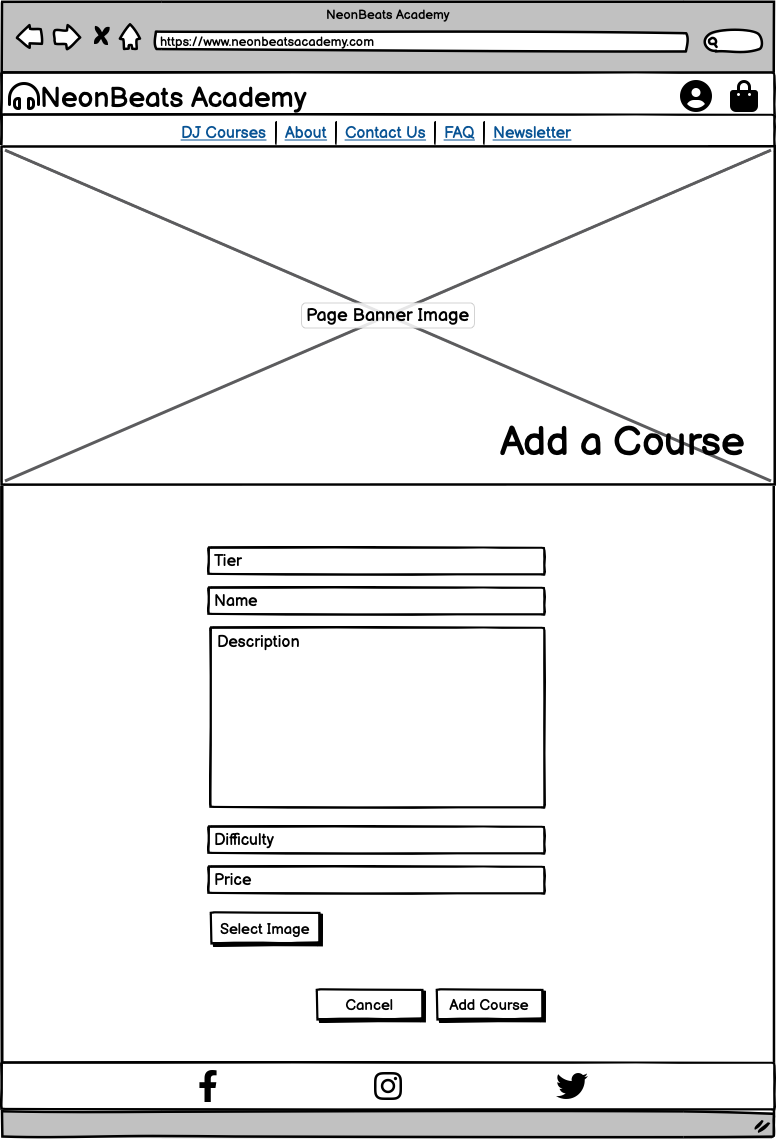 NeonBeats Academy
https://www.neonbeatsacademy.com
NeonBeats Academy
DJ Courses About Contact Us FAQ Newsletter
Page Banner Image
Add a Course
Tier
Name
Description
Difficulty
Price
Select Image
Cancel Add Course